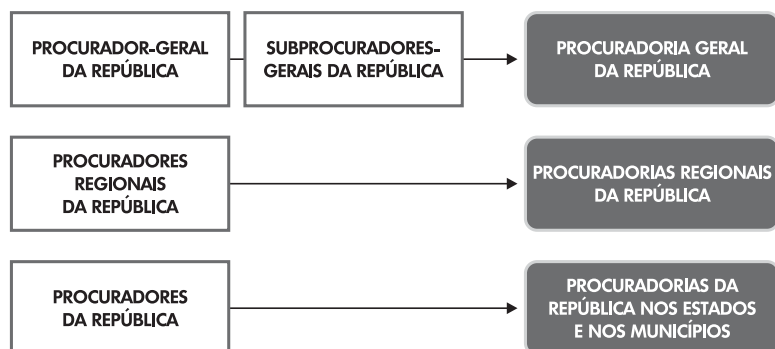 PROCURADOR-GERAL
DA REPÚBLICA
SUBPROCURADORES-
GERAIS DA REPÚBLICA
PROCURADORIA GERAL
DA REPÚBLICA
PROCURADORES
REGIONAIS
DA REPÚBLICA
PROCURADORIAS REGIONAIS
DA REPÚBLICA
PROCURADORES
DA REPÚBLICA
PROCURADORIAS DA
REPÚBLICA NOS ESTADOS
E NOS MUNICÍPIOS